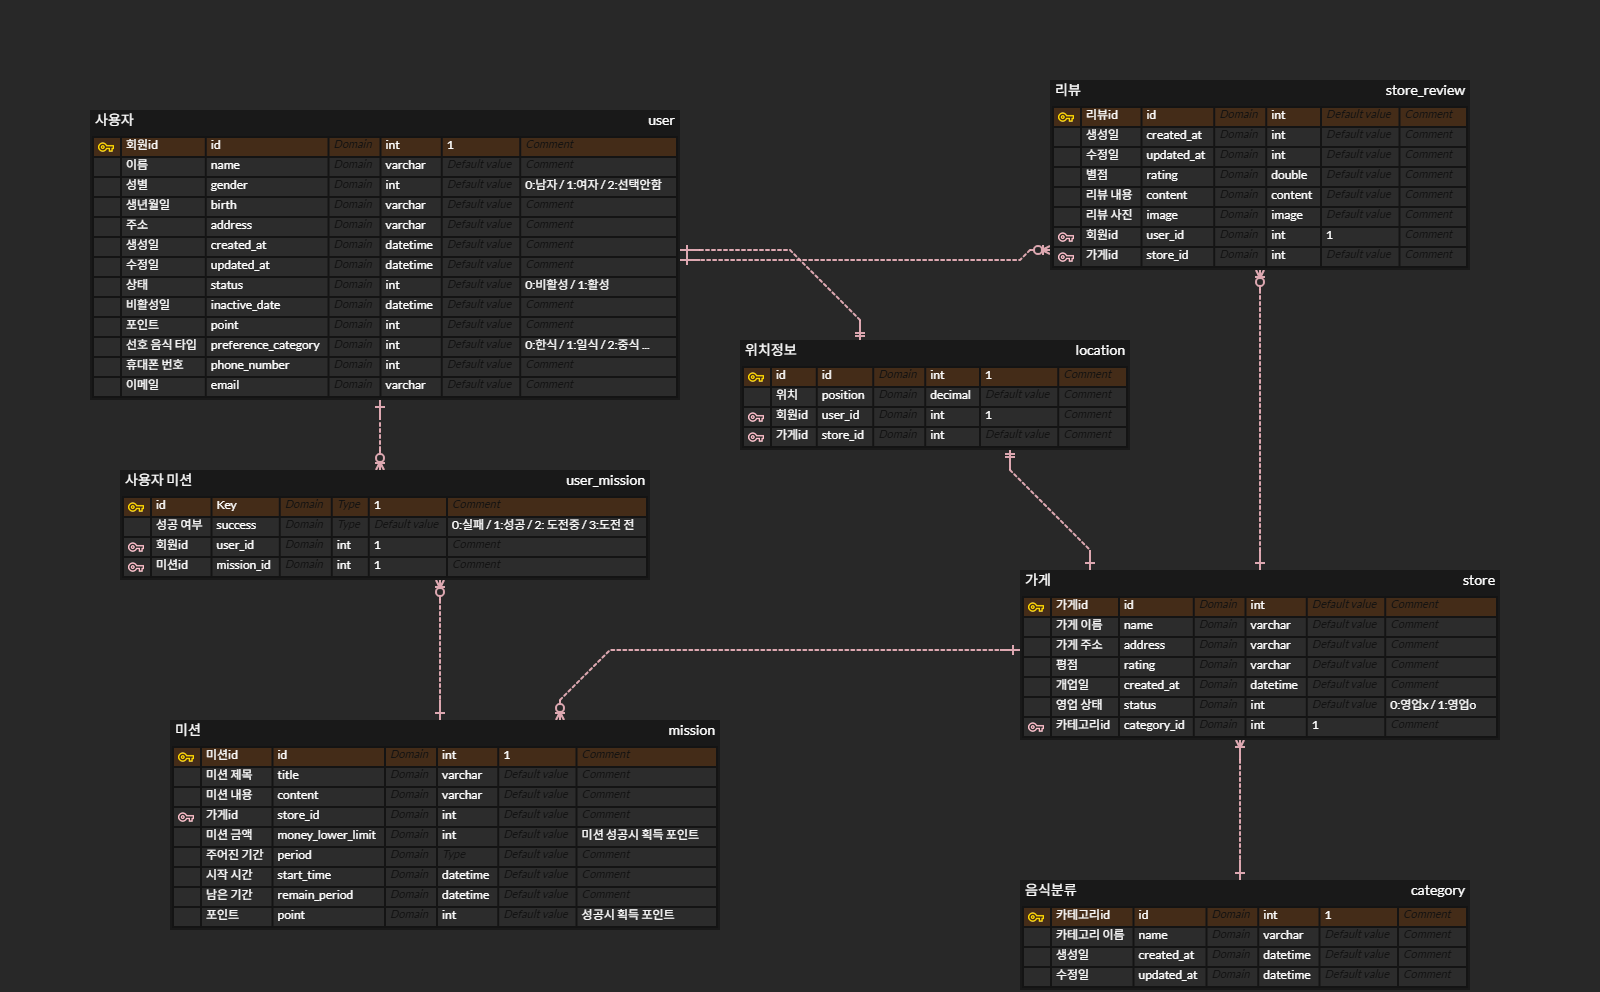 사용자 user
회원id id Domain int 1 Comment
이름 name Domain varchar Default value Comment
성별 gender Domain int Default value 0:남자 / 1:여자 / 2:선택안함
생년월일 birth Domain varchar Default value Comment
주소 address Domain varchar Default value Comment
생성일 created_at Domain datetime Default value Comment
수정일 updated_at Domain datetime Default value Comment
상태 status Domain int Default value 0:비활성 / 1:활성
비활성일 inactive_date Domain datetime Default value Comment
포인트 point Domain int Default value Comment
선호 음식 타입 preference_category Domain int Default value 0:한식 / 1:일식 / 2:중식 ...
휴대폰 번호 phone_number Domain int Default value Comment
이메일 email Domain varchar Default value Comment
리뷰 store_review
리뷰id id Domain int Default value Comment
생성일 created_at Domain int Default value Comment
수정일 updated_at Domain int Default value Comment
별점 rating Domain double Default value Comment
리뷰 내용 content Domain content Default value Comment
리뷰 사진 image Domain image Default value Comment
회원id user_id Domain int 1 Comment
가게id store_id Domain int Default value Comment
위치정보 location
id id Domain int 1 Comment
위치 position Domain decimal Default value Comment
회원id user_id Domain int 1 Comment
가게id store_id Domain int Default value Comment
사용자 미션 user_mission
id Key Domain Type 1 Comment
성공 여부 success Domain Type Default value 0:실패 / 1:성공 / 2: 도전중 / 3:도전 전
회원id user_id Domain int 1 Comment
미션id mission_id Domain int 1 Comment
가게 store
가게id id Domain int Default value Comment
가게 이름 name Domain varchar Default value Comment
가게 주소 address Domain varchar Default value Comment
평점 rating Domain varchar Default value Comment
개업일 created_at Domain datetime Default value Comment
영업 상태 status Domain int Default value 0:영업x / 1:영업o
카테고리id category_id Domain int 1 Comment
미션 mission
미션id id Domain int 1 Comment
미션 제목 title Domain varchar Default value Comment
미션 내용 content Domain varchar Default value Comment
가게id store_id Domain int Default value Comment
미션 금액 money_lower_limit Domain int Default value 미션 성공시 획득 포인트
주어진 기간 period Domain Type Default value Comment
시작 시간 start_time Domain datetime Default value Comment
남은 기간 remain_period Domain datetime Default value Comment
포인트 point Domain int Default value 성공시 획득 포인트
음식분류 category
카테고리id id Domain int 1 Comment
카테고리 이름 name Domain varchar Default value Comment
생성일 created_at Domain datetime Default value Comment
수정일 updated_at Domain datetime Default value Comment